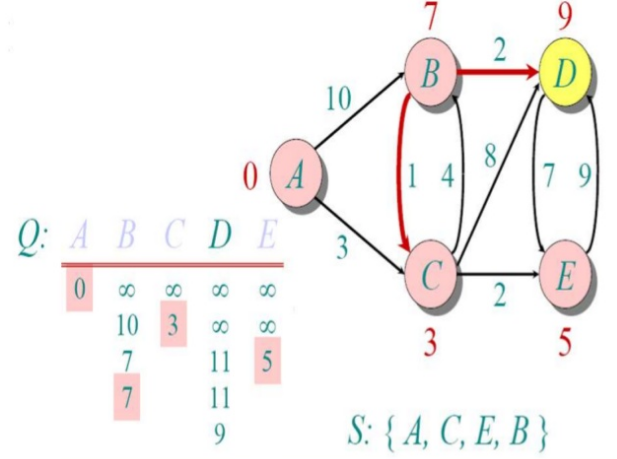 7 9
2
B D
10
8
0 A 1 4 7 9
3
Q: A B C D E
C E
2
0 ∞ ∞ ∞ ∞
10 3 ∞ ∞
7 11 5
7 11
9
3 5
S: { A, C, E, B }